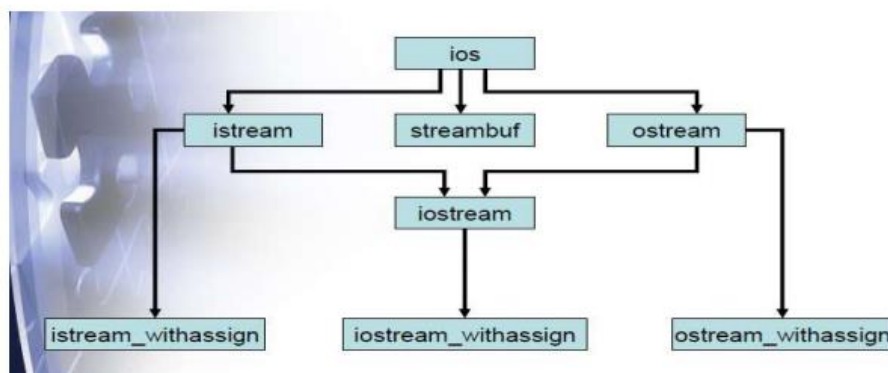 ios
istream
streambuf
ostream
iostream
istream_withassign
iostream_withassign
ostream_withassign